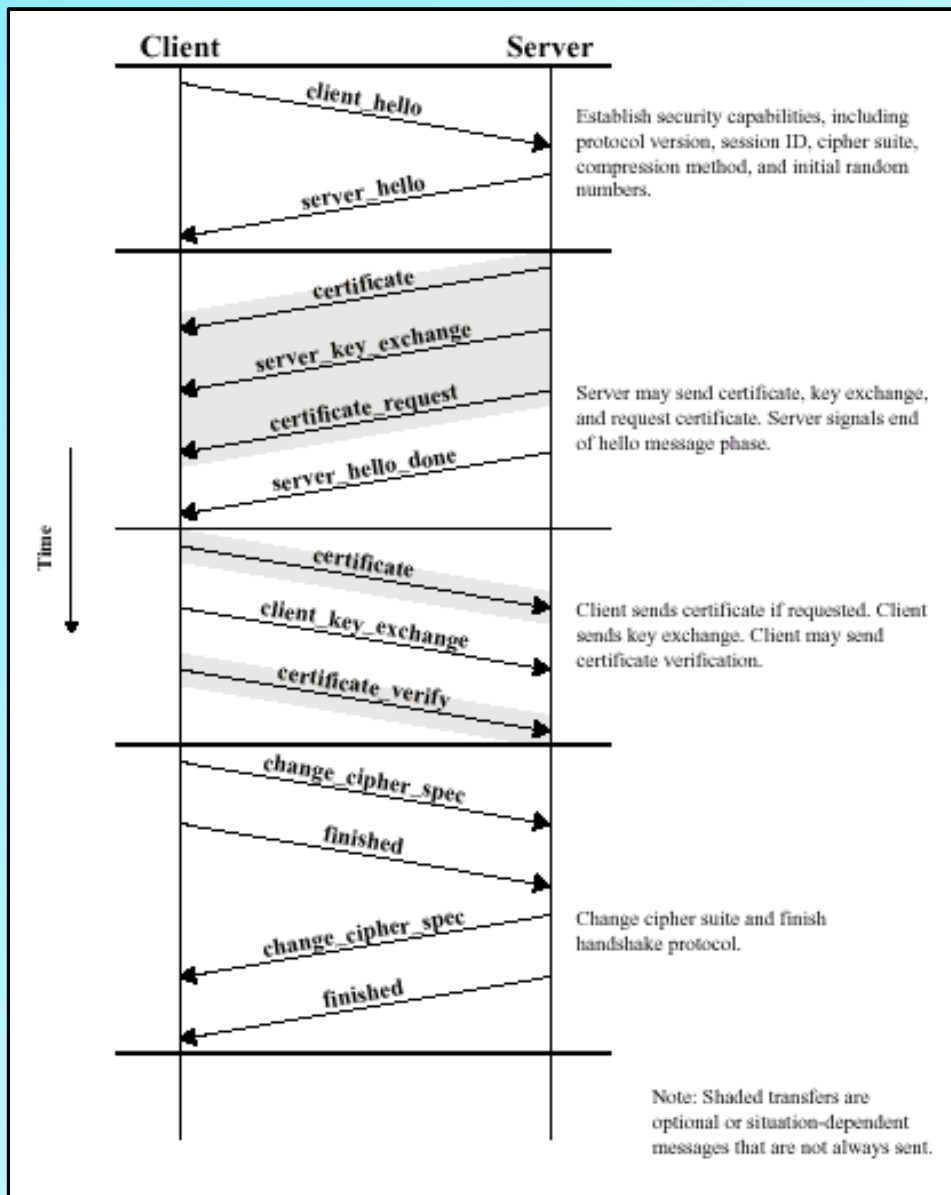 Client Server
client_hello
Establish security capabilities, including
protocol version, session ID, cipher suite,
compression method, and initial random
numbers.
server_hello
certificate
server_key_exchange
certificate_request
Server may send certificate, key exchange,
and request certificate. Server signals end
of hello message phase.
server_hello_done
Time
certificate
client_key_exchange
Client sends certificate if requested. Client
sends key exchange. Client may send
certificate verification.
certificate_verify
change_cipher_spec
finished
change_cipher_spec
Change cipher suite and finish
handshake protocol.
finished
Note: Shaded transfers are
optional or situation-dependent
messages that are not always sent.